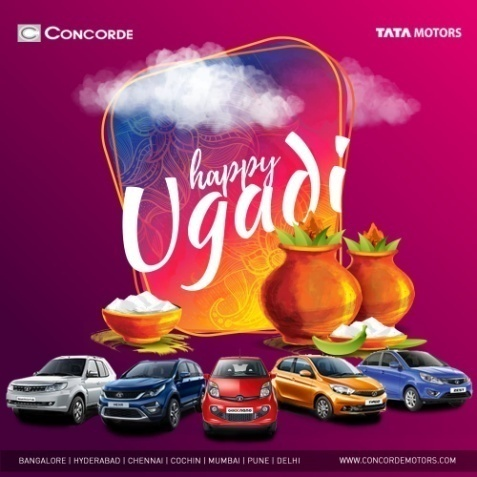 C CONCORDE
TATA MOTORS
happy
Ugadi
BANGALORE | HYDERABAD | CHENNAI | COCHIN | MUMBAI | PUNE | DELHI
WWW.CONCORDEMOTORS.COM